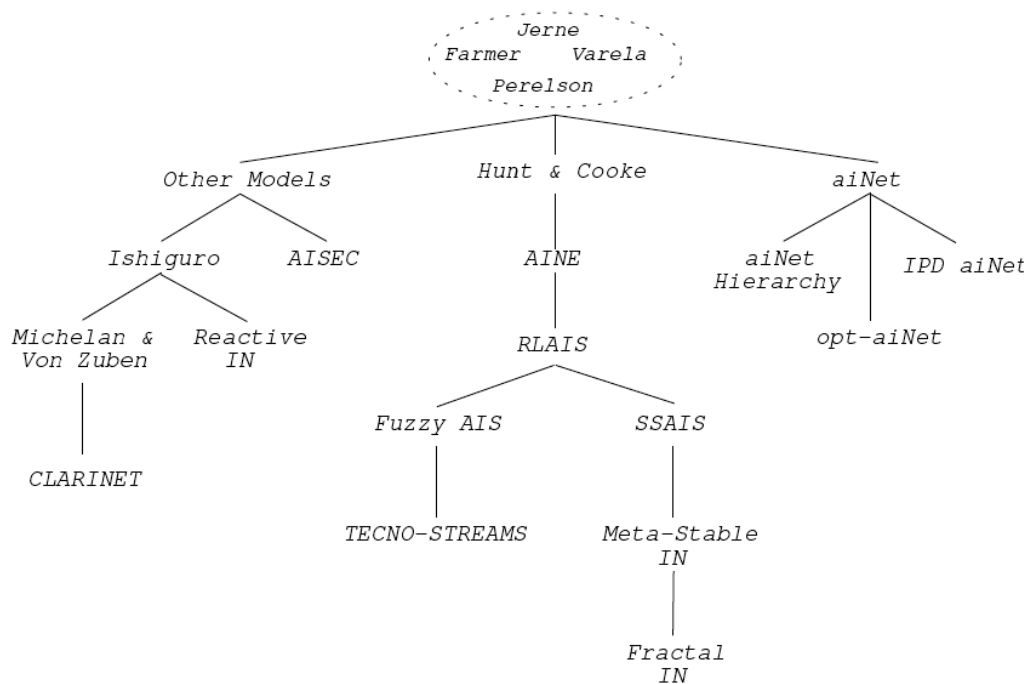 Jerne
Farmer Varela
Perelson
Other Models
Hunt & Cooke
aiNet
Ishiguro
AISEC
AINE
aiNet
Hierarchy
IPD aiNet
Michelan &
Von Zuben
Reactive
IN
RLAIS
opt-aiNet
Fuzzy AIS
SSAIS
CLARINET
TECNO-STREAMS
Meta-Stable
IN
Fractal
IN